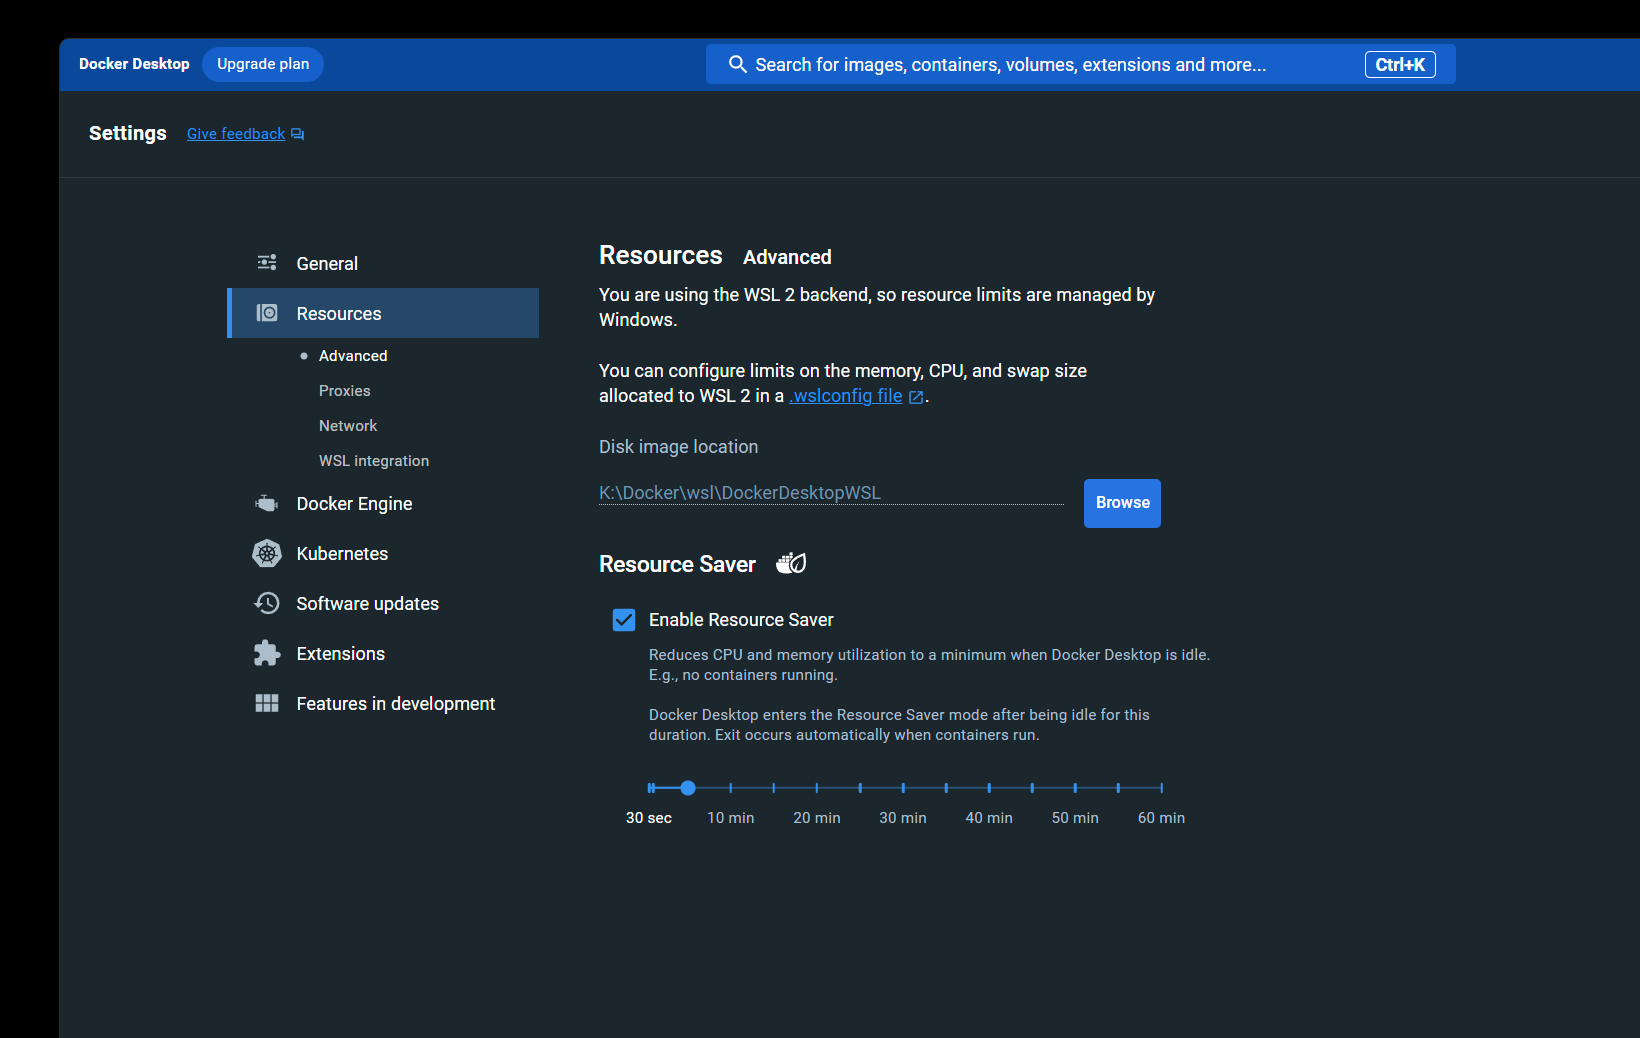 Docker Desktop Upgrade plan Search for images, containers, volumes, extensions and more... Ctrl+K
Settings Give feedback
General
Resources
Advanced
Proxies
Network
WSL integration
Docker Engine
Kubernetes
Software updates
Extensions
Features in development
Resources Advanced
You are using the WSL 2 backend, so resource limits are managed by
Windows.
You can configure limits on the memory, CPU, and swap size
allocated to WSL 2 in a .wslconfig file .
Disk image location
K:\Docker\wsl\DockerDesktopWSL
Browse
Resource Saver
Enable Resource Saver
Reduces CPU and memory utilization to a minimum when Docker Desktop is idle.
E.g., no containers running.
Docker Desktop enters the Resource Saver mode after being idle for this
duration. Exit occurs automatically when containers run.
30 sec 10 min 20 min 30 min 40 min 50 min 60 min